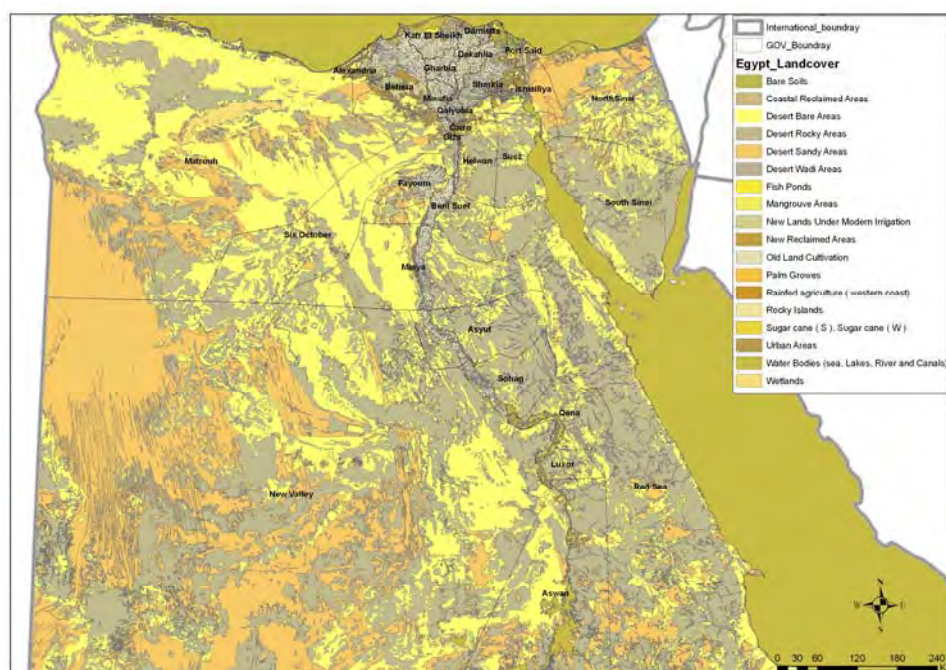 Kafr El Sheikh
Damietta
Port Said
Dakahlia
Alexandria
Gharbia
Beheira
Sharkia
Ismailiya
Minufia
Qalyubia
North Sinai
Cairo
Giza
Matrouh
Helwan
Suez
Fayoum
South Sinai
Beni Suef
Six October
Minya
Asyut
Sohag
Qena
Luxor
New Valley
Red Sea
Aswan
International_boundray
GOV_Boundray
Egypt_Landcover
Bare Soils
Coastal Reclaimed Areas
Desert Bare Areas
Desert Rocky Areas
Desert Sandy Areas
Desert Wadi Areas
Fish Ponds
Mangrouve Areas
New Lands Under Modern Irrigation
New Reclaimed Areas
Old Land Cultivation
Palm Growes
Rainfed agriculture ( western coast)
Rocky Islands
Sugar cane ( S ), Sugar cane ( W )
Urban Areas
Water Bodies (sea, Lakes, River and Canals)
Wetlands
N
W E
S
0 30 60 120 180 240